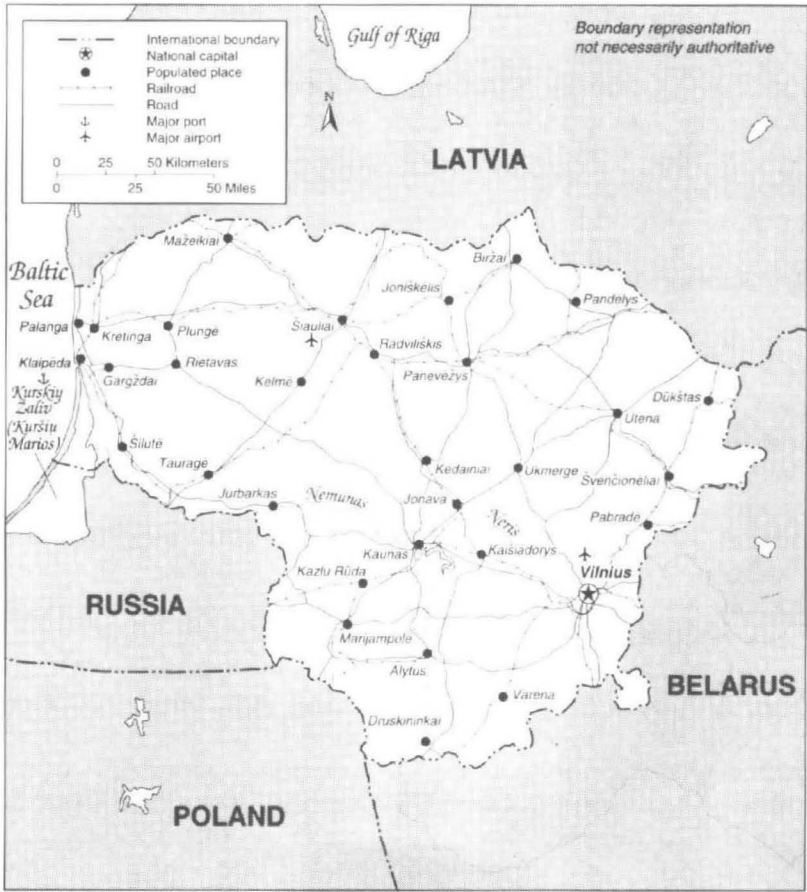 International boundary
National capital
Populated place
Railroad
Road
Major port
Major airport
0 25 50 Kilometers
0 25 50 Miles
Gulf of Riga
Boundary representation
not necessarily authoritative
N
LATVIA
Mažeikiai
Biržai
Baltic
Sea
Joniškelis
Pandelys
Palanga
Kretinga
Plungė
Šiauliai
Radviliškis
Klaipėda
Gargždai
Rietavas
Kelmė
Panevežys
Kurskiy
Zaliv
(Kuršiu
Marios)
Dūkštas
Utena
Šilutė
Tauragė
Kedainiai
Ukmerge
Švenčioneliai
Jurbarkas
Nemunas
Jonava
Neris
Pabradė
Kaunas
Kaišiadorys
Kazlu Rūda
Vilnius
RUSSIA
Marijampolė
Alytus
BELARUS
Varena
Druskininkai
POLAND